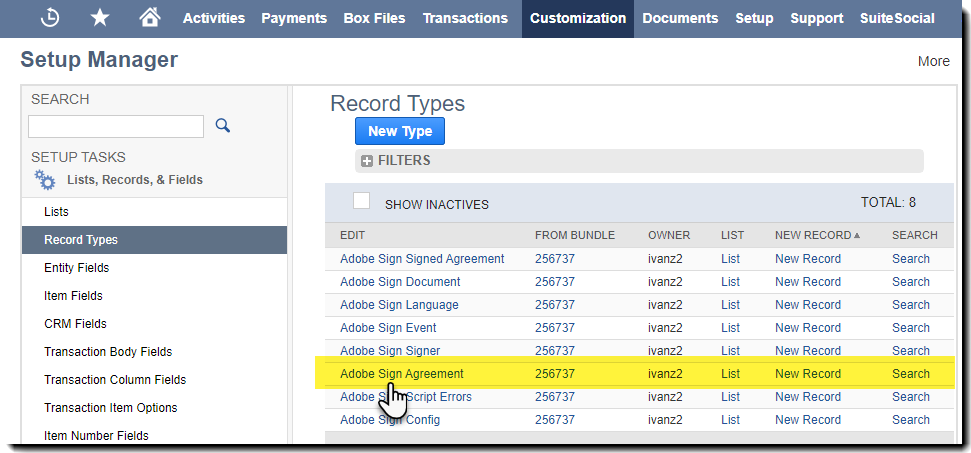 Activities Payments Box Files Transactions Customization Documents Setup Support SuiteSocial
Setup Manager
More
SEARCH
SETUP TASKS
Lists, Records, & Fields
Lists
Record Types
Entity Fields
Item Fields
CRM Fields
Transaction Body Fields
Transaction Column Fields
Transaction Item Options
Item Number Fields
Record Types
New Type
FILTERS
SHOW INACTIVES TOTAL: 8
EDIT FROM BUNDLE OWNER LIST NEW RECORD SEARCH
Adobe Sign Signed Agreement 256737 ivanz2 List New Record Search
Adobe Sign Document 256737 ivanz2 List New Record Search
Adobe Sign Language 256737 ivanz2 List New Record Search
Adobe Sign Event 256737 ivanz2 List New Record Search
Adobe Sign Signer 256737 ivanz2 List New Record Search
Adobe Sign Agreement 256737 ivanz2 List New Record Search
Adobe Sign Script Errors 256737 ivanz2 List New Record Search
Adobe Sign Config 256737 ivanz2 List New Record Search